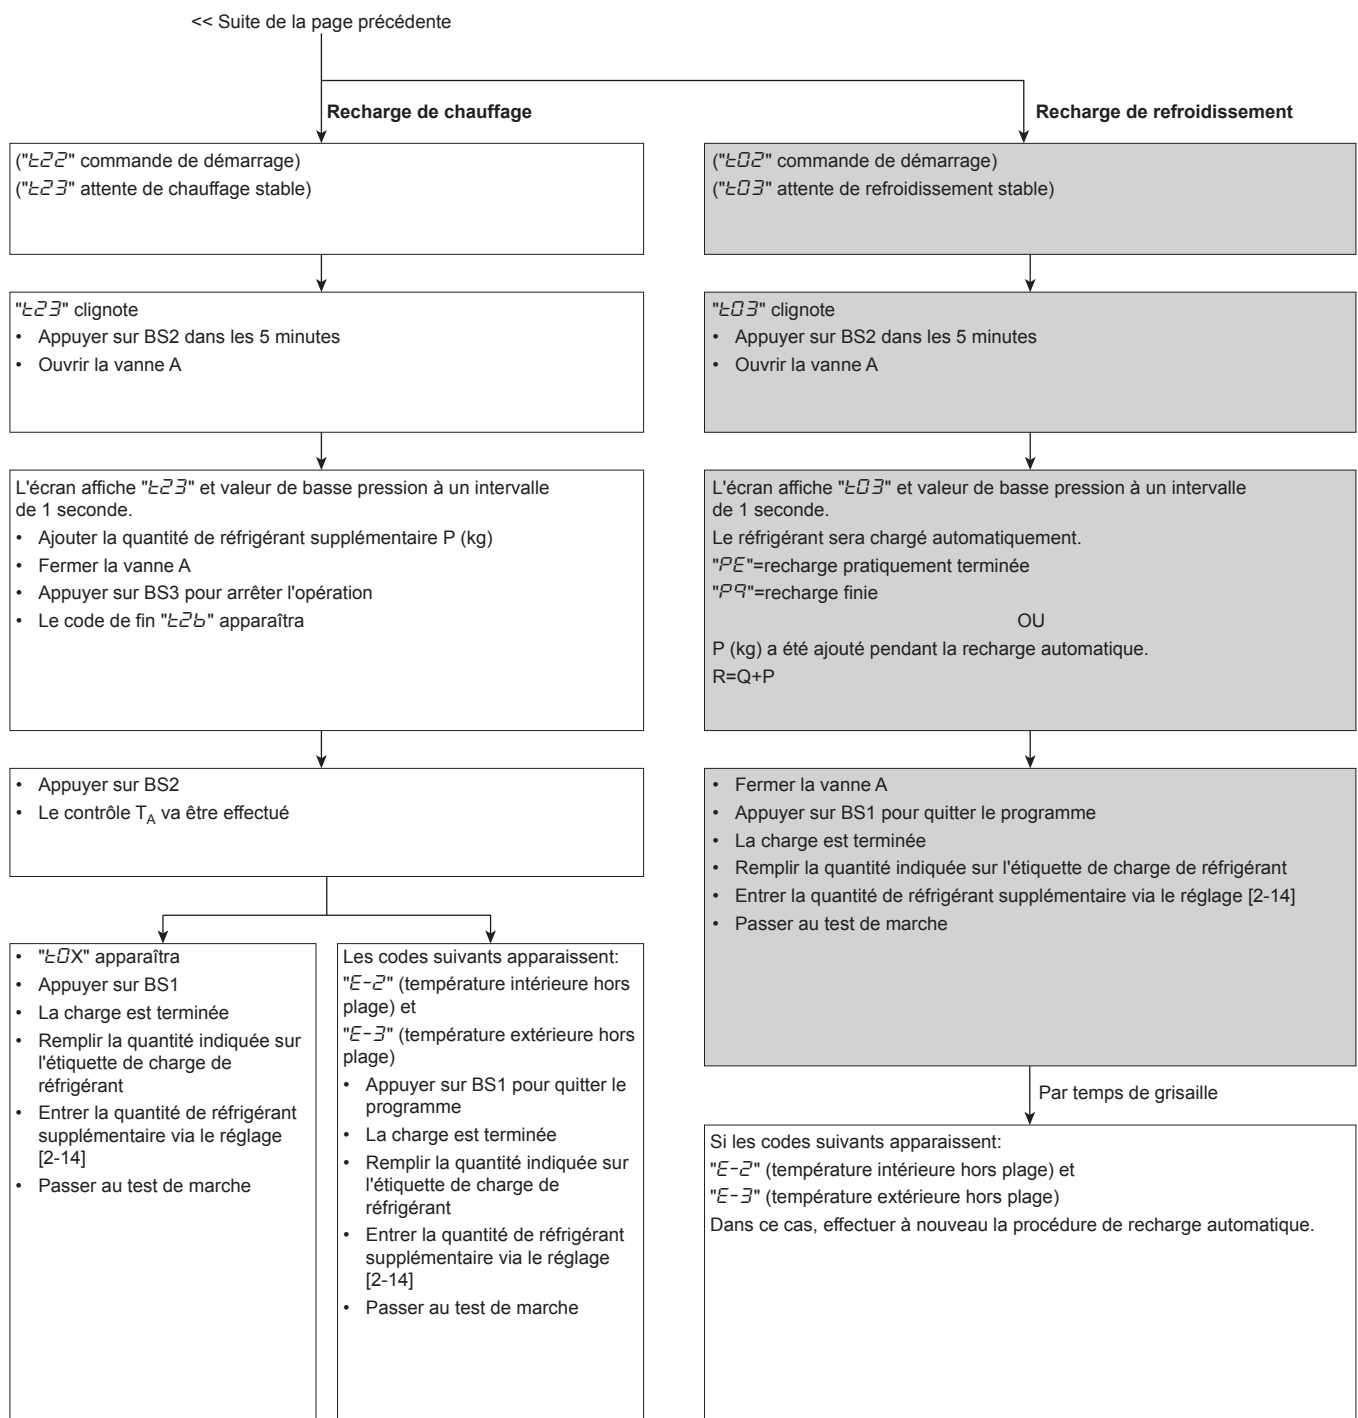 << Suite de la page précédente
Recharge de chauffage
("t22" commande de démarrage)
("t23" attente de chauffage stable)
"t23" clignote
• Appuyer sur BS2 dans les 5 minutes
• Ouvrir la vanne A
L'écran affiche "t23" et valeur de basse pression à un intervalle
de 1 seconde.
• Ajouter la quantité de réfrigérant supplémentaire P (kg)
• Fermer la vanne A
• Appuyer sur BS3 pour arrêter l'opération
• Le code de fin "t2b" apparaîtra
• Appuyer sur BS2
• Le contrôle TA va être effectué
• "t0X" apparaîtra
• Appuyer sur BS1
• La charge est terminée
• Remplir la quantité indiquée sur
l'étiquette de charge de
réfrigérant
• Entrer la quantité de réfrigérant
supplémentaire via le réglage
[2-14]
• Passer au test de marche
Les codes suivants apparaissent:
"E-2" (température intérieure hors
plage) et
"E-3" (température extérieure hors
plage)
• Appuyer sur BS1 pour quitter le
programme
• La charge est terminée
• Remplir la quantité indiquée sur
l'étiquette de charge de
réfrigérant
• Entrer la quantité de réfrigérant
supplémentaire via le réglage
[2-14]
• Passer au test de marche
Recharge de refroidissement
("t02" commande de démarrage)
("t03" attente de refroidissement stable)
"t03" clignote
• Appuyer sur BS2 dans les 5 minutes
• Ouvrir la vanne A
L'écran affiche "t03" et valeur de basse pression à un intervalle
de 1 seconde.
Le réfrigérant sera chargé automatiquement.
"PE"=recharge pratiquement terminée
"P9"=recharge finie
OU
P (kg) a été ajouté pendant la recharge automatique.
R=Q+P
• Fermer la vanne A
• Appuyer sur BS1 pour quitter le programme
• La charge est terminée
• Remplir la quantité indiquée sur l'étiquette de charge de réfrigérant
• Entrer la quantité de réfrigérant supplémentaire via le réglage [2-14]
• Passer au test de marche
Par temps de grisaille
Si les codes suivants apparaissent:
"E-2" (température intérieure hors plage) et
"E-3" (température extérieure hors plage)
Dans ce cas, effectuer à nouveau la procédure de recharge automatique.